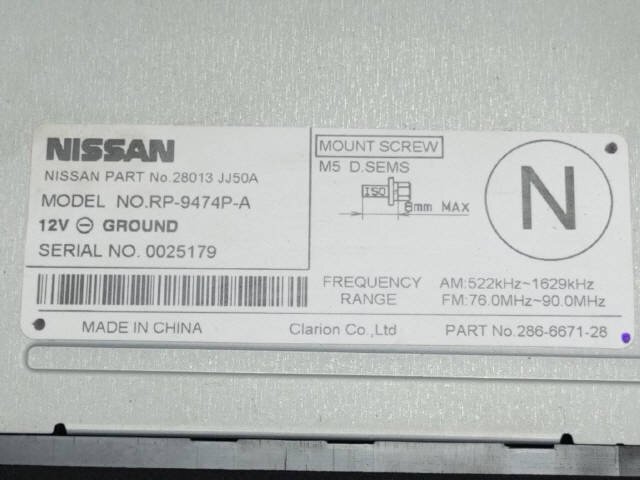 NISSAN
NISSAN PART No.28013 JJ50A
MODEL NO.RP-9474P-A
12V ⊖ GROUND
SERIAL NO. 0025179
MOUNT SCREW
M5 D.SEMS
ISO
8mm MAX
N
FREQUENCY RANGE
AM:522kHz~1629kHz
FM:76.0MHz~90.0MHz
MADE IN CHINA
Clarion Co.,Ltd
PART No.286-6671-28